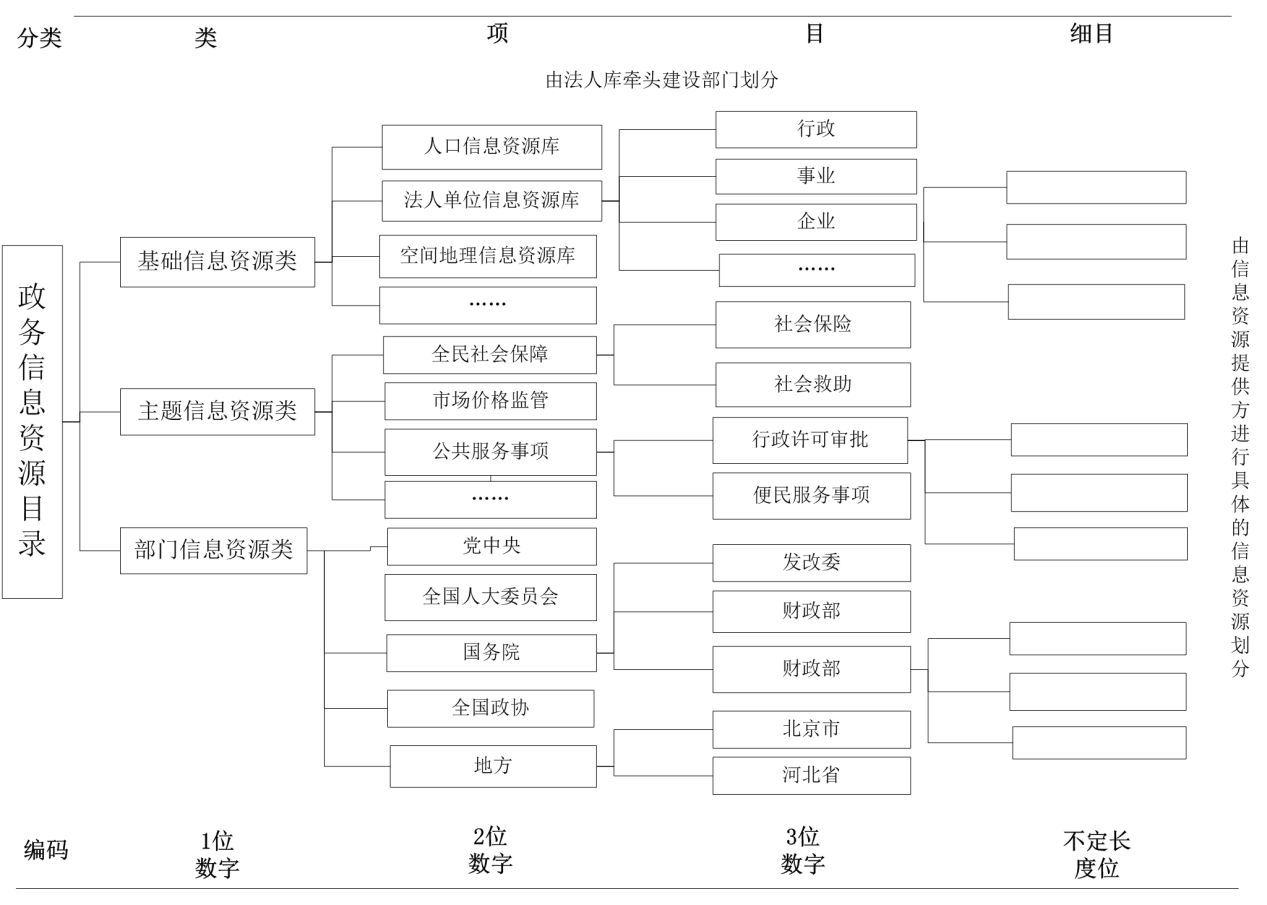 分类
类
项
目
细目
由法人库牵头建设部门划分
政务信息资源目录
基础信息资源类
主题信息资源类
部门信息资源类
人口信息资源库
法人单位信息资源库
空间地理信息资源库
……
全民社会保障
市场价格监管
公共服务事项
……
党中央
全国人大委员会
国务院
全国政协
地方
行政
事业
企业
……
社会保险
社会救助
行政许可审批
便民服务事项
发改委
财政部
财政部
北京市
河北省
由信息资源提供方进行具体的信息资源划分
编码
1位
数字
2位
数字
3位
数字
不定长
度位